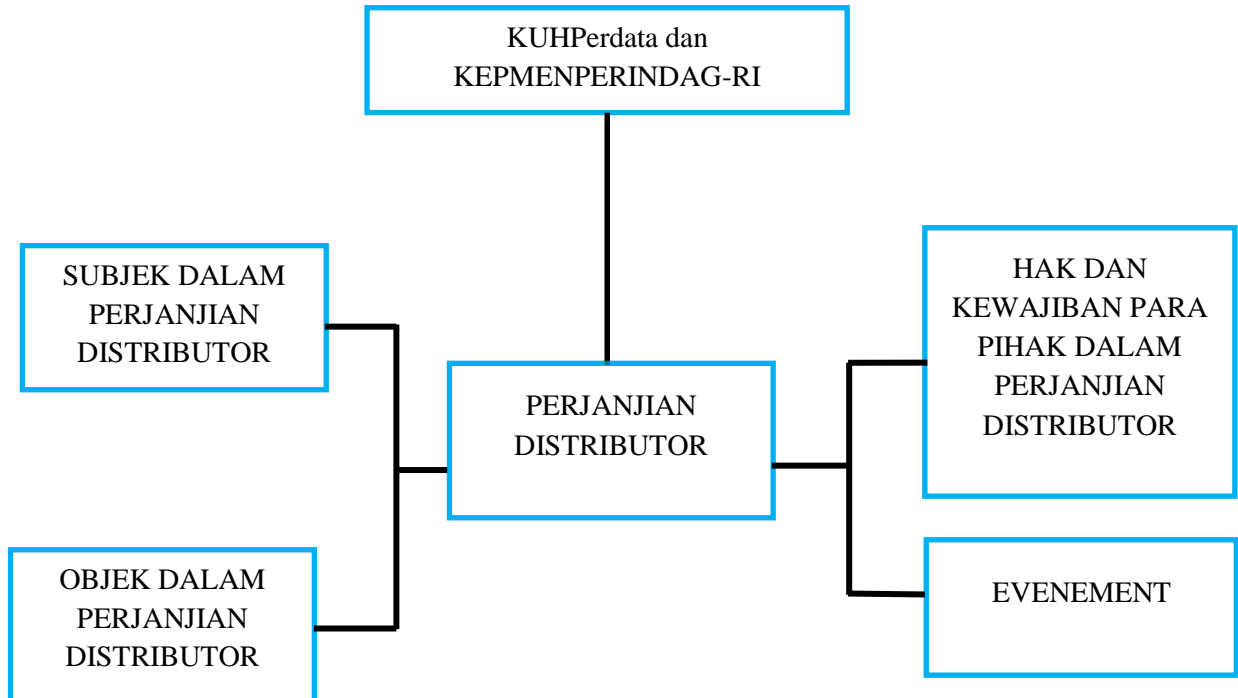 KUHPerdata dan
KEPMENPERINDAG-RI
SUBJEK DALAM
PERJANJIAN
DISTRIBUTOR
HAK DAN
KEWAJIBAN PARA
PIHAK DALAM
PERJANJIAN
DISTRIBUTOR
PERJANJIAN
DISTRIBUTOR
OBJEK DALAM
PERJANJIAN
DISTRIBUTOR
EVENEMENT